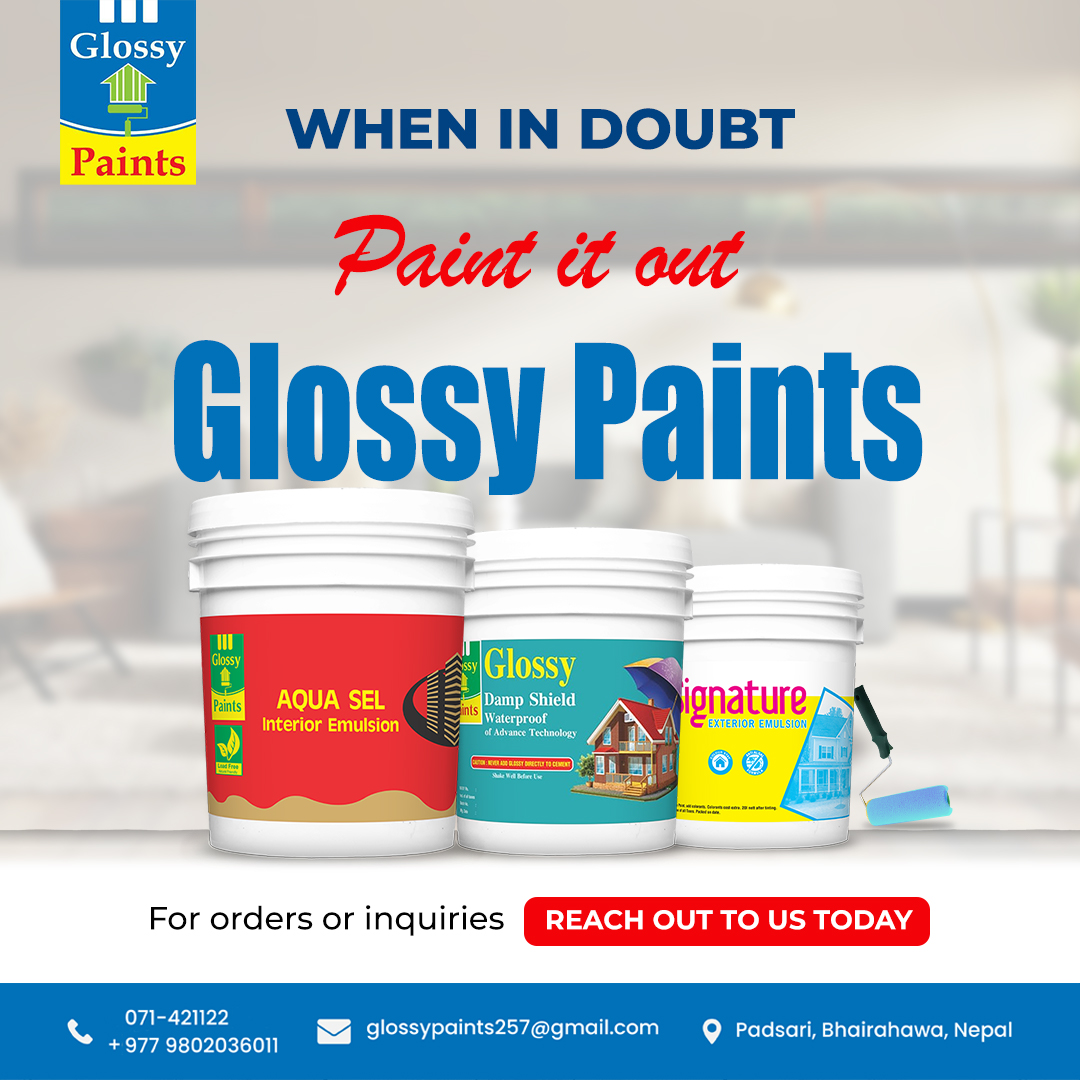 Glossy
Paints
WHEN IN DOUBT
Paint it out
Glossy Paints
Glossy
Paints
Lead Free
AQUA SEL
Interior Emulsion
Glossy
Damp Shield
Waterproof
of Advance Technology
CAUTION : NEVER ADD GLOSSY DIRECTLY TO CEMENT
Shake Well Before Use
ignature
EXTERIOR EMULSION
For orders or inquiries
REACH OUT TO US TODAY
071-421122
+ 977 9802036011
glossypaints257@gmail.com
Padsari, Bhairahawa, Nepal